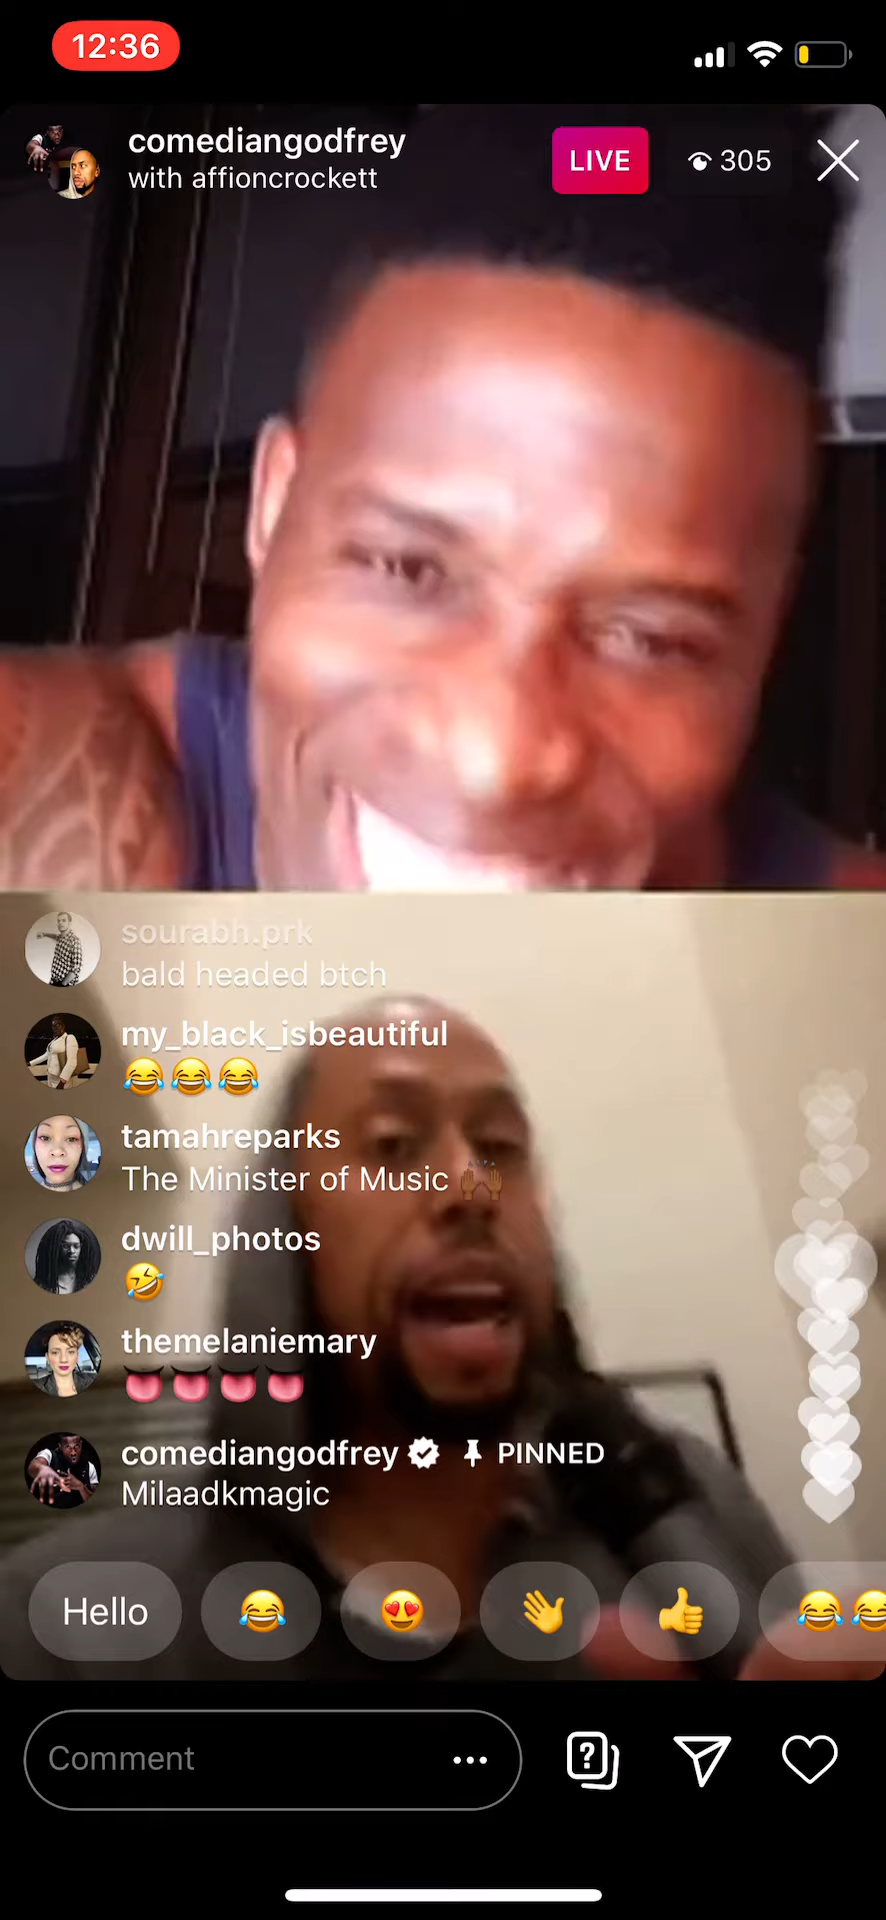 12:36
comediangodfrey
with affioncrockett
LIVE
305
sourabh.prk
bald headed btch
my_black_isbeautiful
😂😂😂
tamahreparks
The Minister of Music 🙌🏾
dwill_photos
🤣
themelaniemary
👅👅👅👅
comediangodfrey PINNED
Milaadkmagic
Hello 😂 😍 👋 👍 😂😂
Comment